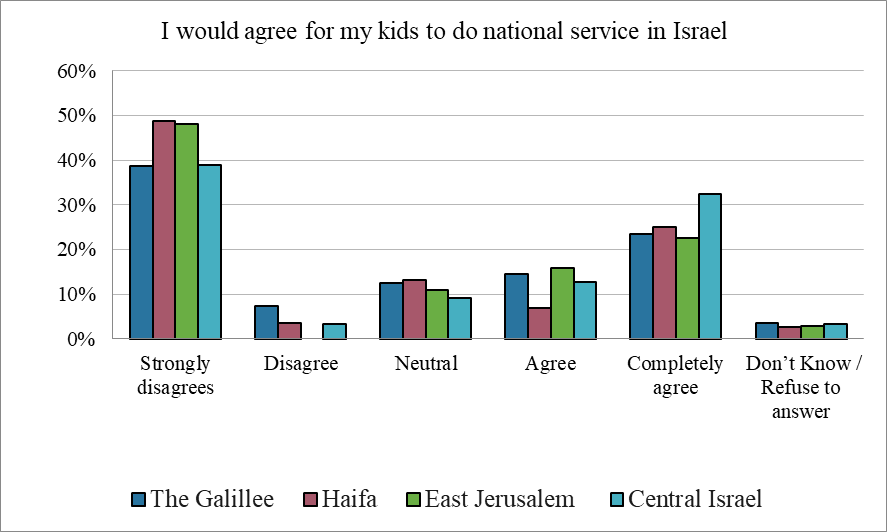 I would agree for my kids to do national service in Israel
60%
50%
40%
30%
20%
10%
0%
Strongly disagrees
Disagree
Neutral
Agree
Completely agree
Don’t Know / Refuse to answer
The Galillee
Haifa
East Jerusalem
Central Israel